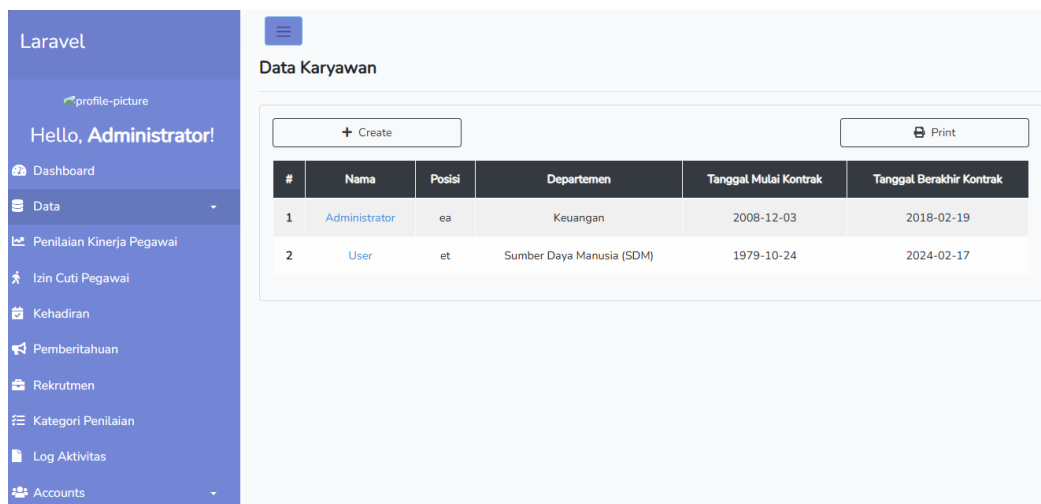 Laravel
profile-picture
Hello, Administrator!
Dashboard
Data
Penilaian Kinerja Pegawai
Izin Cuti Pegawai
Kehadiran
Pemberitahuan
Rekrutmen
Kategori Penilaian
Log Aktivitas
Accounts
Data Karyawan
+ Create
Print
# Nama Posisi Departemen Tanggal Mulai Kontrak Tanggal Berakhir Kontrak
1 Administrator ea Keuangan 2008-12-03 2018-02-19
2 User et Sumber Daya Manusia (SDM) 1979-10-24 2024-02-17